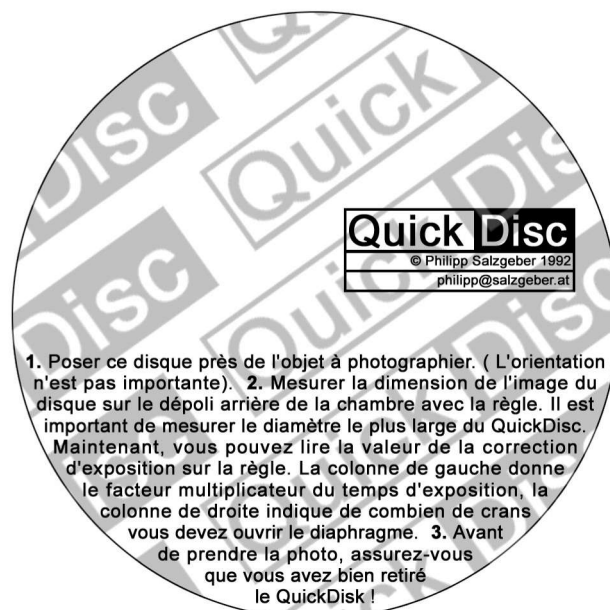 Quick Disc
© Philipp Salzgeber 1992
philipp@salzgeber.at
1. Poser ce disque près de l'objet à photographier. ( L'orientation
n'est pas importante). 2. Mesurer la dimension de l'image du
disque sur le dépoli arrière de la chambre avec la règle. Il est
important de mesurer le diamètre le plus large du QuickDisc.
Maintenant, vous pouvez lire la valeur de la correction
d'exposition sur la règle. La colonne de gauche donne
le facteur multiplicateur du temps d'exposition, la
colonne de droite indique de combien de crans
vous devez ouvrir le diaphragme. 3. Avant
de prendre la photo, assurez-vous
que vous avez bien retiré
le QuickDisk !